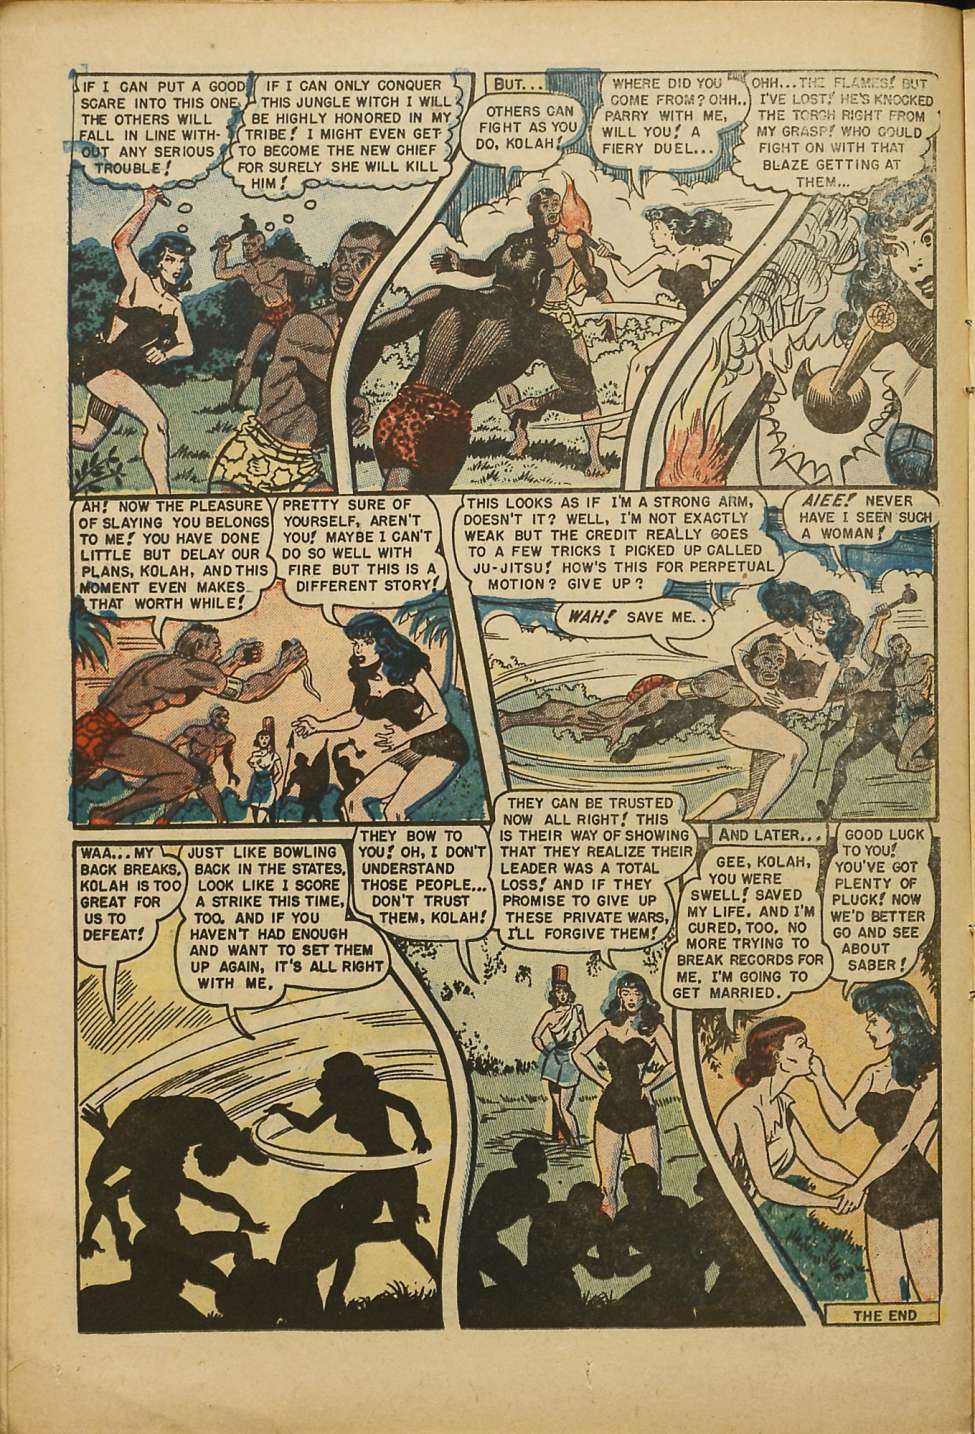 IF I CAN PUT A GOOD
SCARE INTO THIS ONE,
THE OTHERS WILL
FALL IN LINE WITH-
OUT ANY SERIOUS
TROUBLE!
IF I CAN ONLY CONQUER
THIS JUNGLE WITCH I WILL
BE HIGHLY HONORED IN MY
TRIBE! I MIGHT EVEN GET
TO BECOME THE NEW CHIEF
FOR SURELY SHE WILL KILL
HIM!
BUT...
OTHERS CAN
FIGHT AS YOU
DO, KOLAH!
WHERE DID YOU
COME FROM? OHH..
PARRY WITH ME,
WILL YOU! A
FIERY DUEL...
OHH...THE FLAMES! BUT
I'VE LOST! HE'S KNOCKED
THE TORCH RIGHT FROM
MY GRASP! WHO COULD
FIGHT ON WITH THAT
BLAZE GETTING AT
THEM...
AH! NOW THE PLEASURE
OF SLAYING YOU BELONGS
TO ME! YOU HAVE DONE
LITTLE BUT DELAY OUR
PLANS, KOLAH, AND THIS
MOMENT EVEN MAKES
THAT WORTH WHILE!
PRETTY SURE OF
YOURSELF, AREN'T
YOU! MAYBE I CAN'T
DO SO WELL WITH
FIRE BUT THIS IS A
DIFFERENT STORY!
THIS LOOKS AS IF I'M A STRONG ARM,
DOESN'T IT? WELL, I'M NOT EXACTLY
WEAK BUT THE CREDIT REALLY GOES
TO A FEW TRICKS I PICKED UP CALLED
JU-JITSU! HOW'S THIS FOR PERPETUAL
MOTION? GIVE UP?
WAH! SAVE ME..
AIEE! NEVER
HAVE I SEEN SUCH
A WOMAN!
WAA...MY
BACK BREAKS.
KOLAH IS TOO
GREAT FOR
US TO
DEFEAT!
JUST LIKE BOWLING
BACK IN THE STATES.
LOOK LIKE I SCORE
A STRIKE THIS TIME,
TOO. AND IF YOU
HAVEN'T HAD ENOUGH
AND WANT TO SET THEM
UP AGAIN, IT'S ALL RIGHT
WITH ME.
THEY BOW TO
YOU! OH, I DON'T
UNDERSTAND
THOSE PEOPLE...
DON'T TRUST
THEM, KOLAH!
THEY CAN BE TRUSTED
NOW ALL RIGHT! THIS
IS THEIR WAY OF SHOWING
THAT THEY REALIZE THEIR
LEADER WAS A TOTAL
LOSS! AND IF THEY
PROMISE TO GIVE UP
THESE PRIVATE WARS,
I'LL FORGIVE THEM!
AND LATER...
GEE, KOLAH,
YOU WERE
SWELL! SAVED
MY LIFE. AND I'M
CURED, TOO. NO
MORE TRYING TO
BREAK RECORDS FOR
ME. I'M GOING TO
GET MARRIED.
GOOD LUCK
TO YOU!
YOU'VE GOT
PLENTY OF
PLUCK! NOW
WE'D BETTER
GO AND SEE
ABOUT
SABER!
THE END